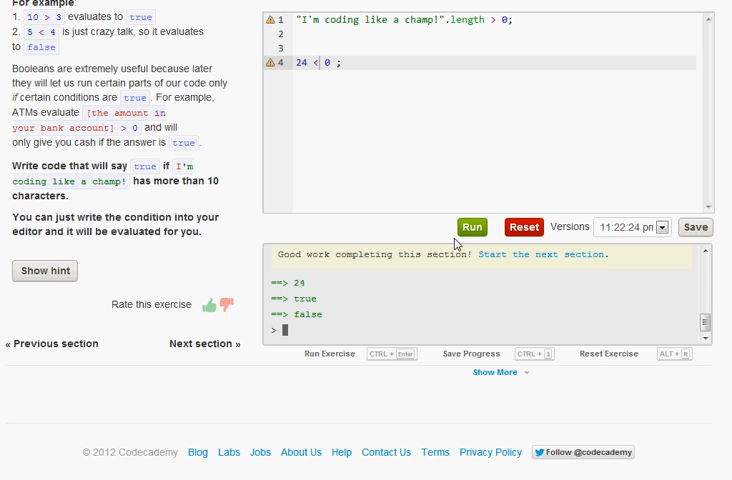 For example:
1. 10 > 3 evaluates to true
2. 5 < 4 is just crazy talk, so it evaluates
to false
Booleans are extremely useful because later
they will let us run certain parts of our code only
if certain conditions are true. For example,
ATMs evaluate [the amount in
your bank account] > 0 and will
only give you cash if the answer is true.
Write code that will say true if I'm
coding like a champ! has more than 10
characters.
You can just write the condition into your
editor and it will be evaluated for you.
Show hint
Rate this exercise
« Previous section
Next section »
1 "I'm coding like a champ!".length > 0;
2
3
4 24 < 0 ;
Run Reset Versions 11:22:24 pm Save
Good work completing this section! Start the next section.
==> 24
==> true
==> false
>
Run Exercise CTRL + Enter Save Progress CTRL + S Reset Exercise ALT + R
Show More
© 2012 Codecademy Blog Labs Jobs About Us Help Contact Us Terms Privacy Policy Follow @codecademy